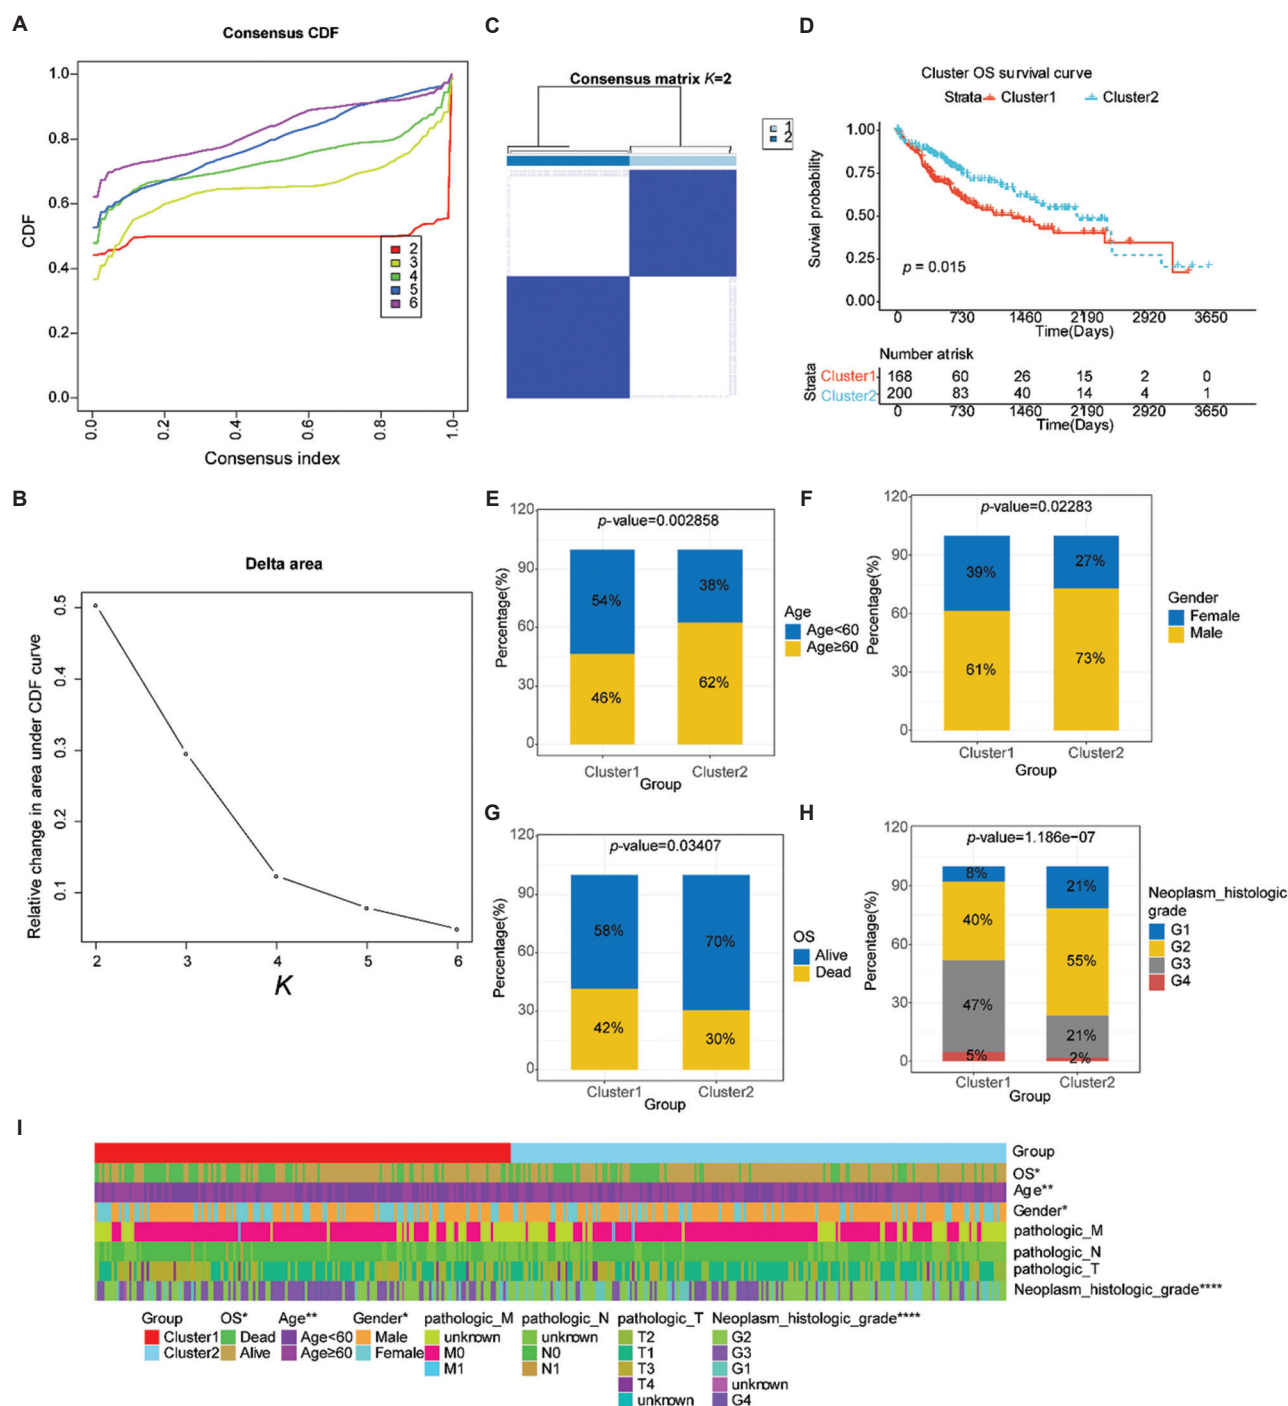 A
Consensus CDF
CDF
1.0
0.8
0.6
0.4
0.2
0.0
2
3
4
5
6
0.0
0.2
0.4
0.6
0.8
1.0
Consensus index
B
Delta area
Relative change in area under CDF curve
0.5
0.4
0.3
0.2
0.1
2
3
4
5
6
K
C
Consensus matrix K=2
1
2
D
Cluster OS survival curve
Strata Cluster1 Cluster2
Survival probability
1.00
0.75
0.50
0.25
0.00
p = 0.015
0 730 1460 2190 2920 3650
Time(Days)
Number atrisk
Strata
Cluster1 168 60 26 15 2 0
Cluster2 200 83 40 14 4 1
0 730 1460 2190 2920 3650
Time(Days)
E
Percentage(%)
120
90
60
30
0
p-value=0.002858
54%
38%
46%
62%
Cluster1 Cluster2
Group
Age
Age<60
Age≥60
F
Percentage(%)
120
90
60
30
0
p-value=0.02283
39%
27%
61%
73%
Cluster1 Cluster2
Group
Gender
Female
Male
G
Percentage(%)
120
90
60
30
0
p-value=0.03407
58%
70%
42%
30%
Cluster1 Cluster2
Group
OS
Alive
Dead
H
Percentage(%)
120
90
60
30
0
p-value=1.186e−07
8%
21%
40%
55%
47%
21%
5%
2%
Cluster1 Cluster2
Group
Neoplasm_histologic
grade
G1
G2
G3
G4
I
Group
OS*
Age**
Gender*
pathologic_M
pathologic_N
pathologic_T
Neoplasm_histologic_grade****
Group
Cluster1
Cluster2
OS*
Dead
Alive
Age**
Age<60
Age≥60
Gender*
Male
Female
pathologic_M
unknown
M0
M1
pathologic_N
unknown
N0
N1
pathologic_T
T2
T1
T3
T4
unknown
Neoplasm_histologic_grade****
G2
G3
G1
unknown
G4